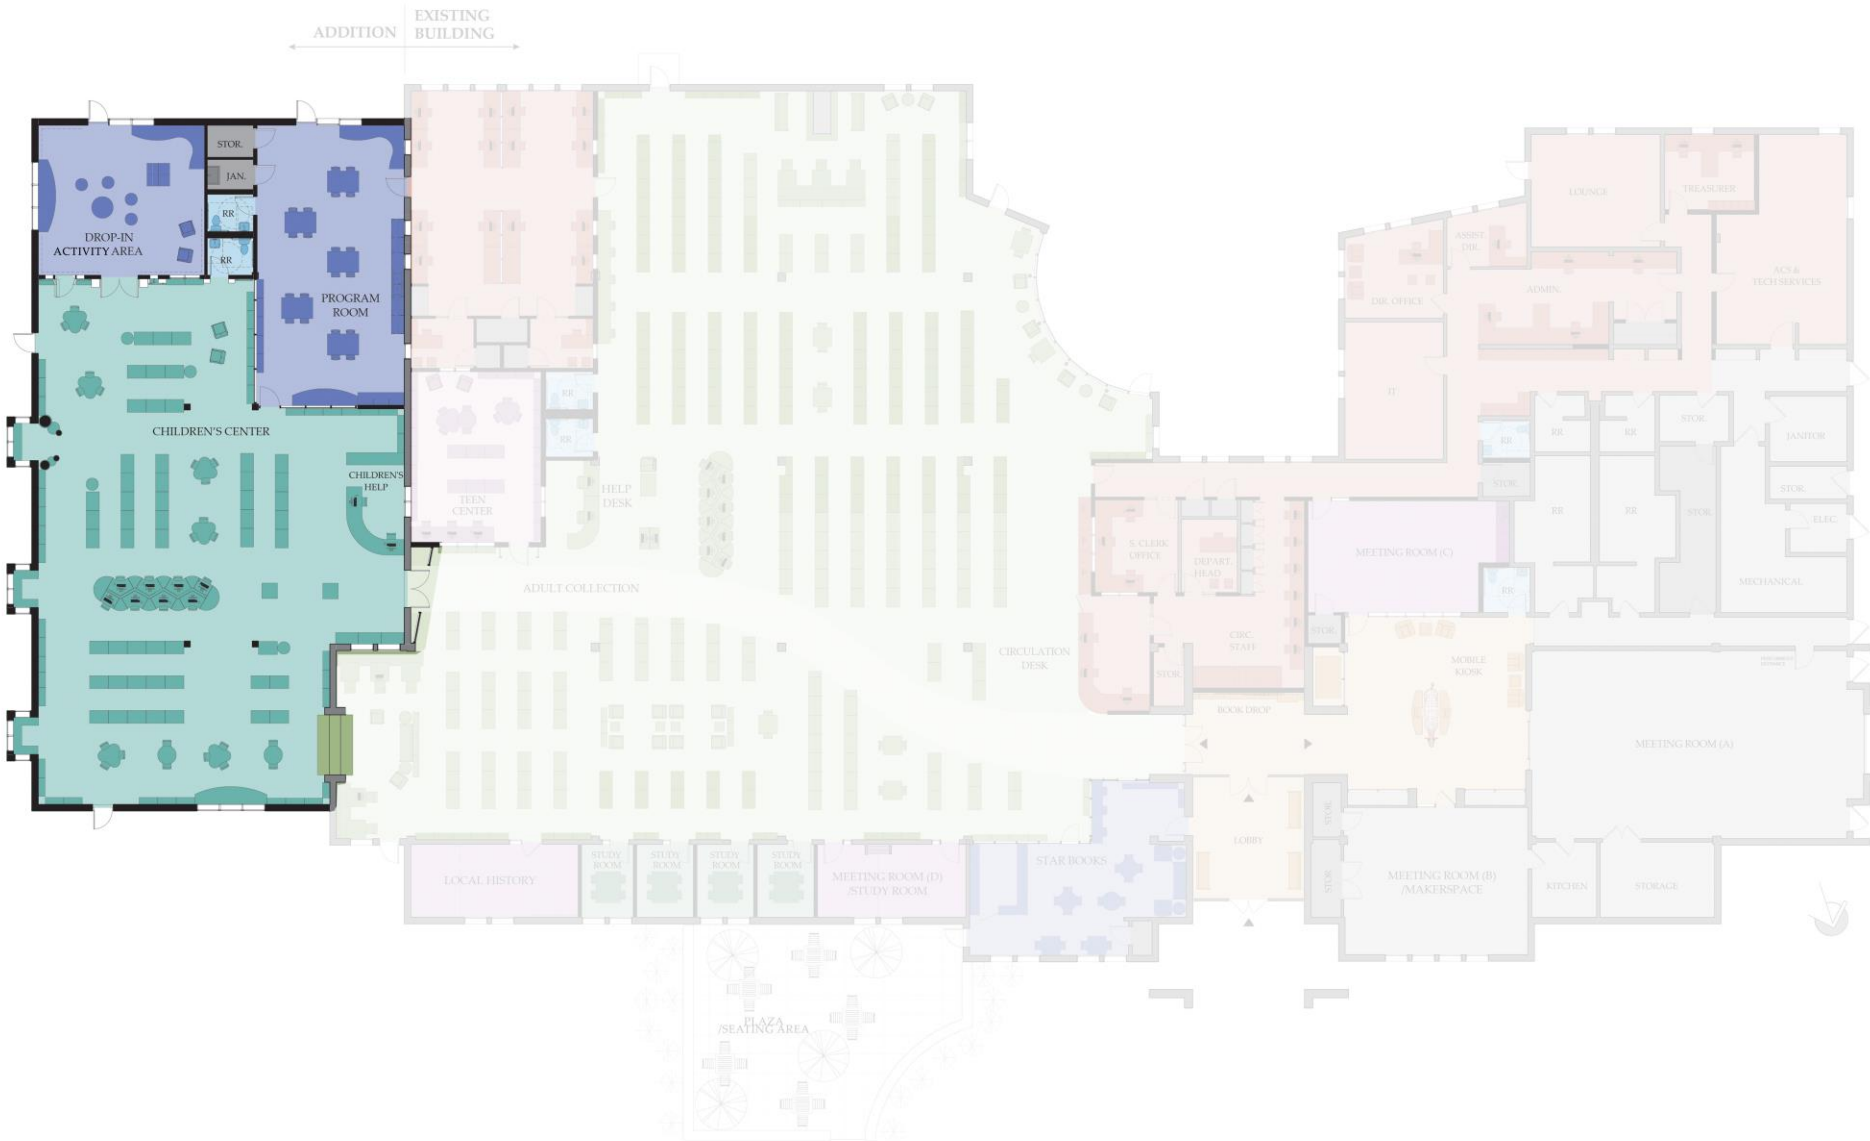 EXISTING
ADDITION
BUILDING
STOR.
JAN.
RR
RR
DROP-IN
ACTIVITY AREA
PROGRAM
ROOM
CHILDREN'S CENTER
CHILDREN'S
HELP
TEEN
CENTER
RR
RR
HELP
DESK
ADULT COLLECTION
CIRCULATION
DESK
LOUNGE
TREASURER
ASSIST.
DIR.
DIR. OFFICE
ADMIN.
ACS &
TECH SERVICES
IT
RR
STOR.
RR
RR
STOR.
JANITOR
STOR.
ELEC.
RR
RR
STOR.
MECHANICAL
S. CLERK
OFFICE
DEPART.
HEAD
MEETING ROOM (C)
RR
CIRC.
STAFF
STOR.
STOR.
MOBILE
KIOSK
BOOK DROP
MEETING ROOM (A)
LOBBY
STOR.
STOR.
MEETING ROOM (B)
/MAKERSPACE
KITCHEN
STORAGE
LOCAL HISTORY
STUDY
ROOM
STUDY
ROOM
STUDY
ROOM
STUDY
ROOM
MEETING ROOM (D)
/STUDY ROOM
STAR BOOKS
PLAZA
/SEATING AREA